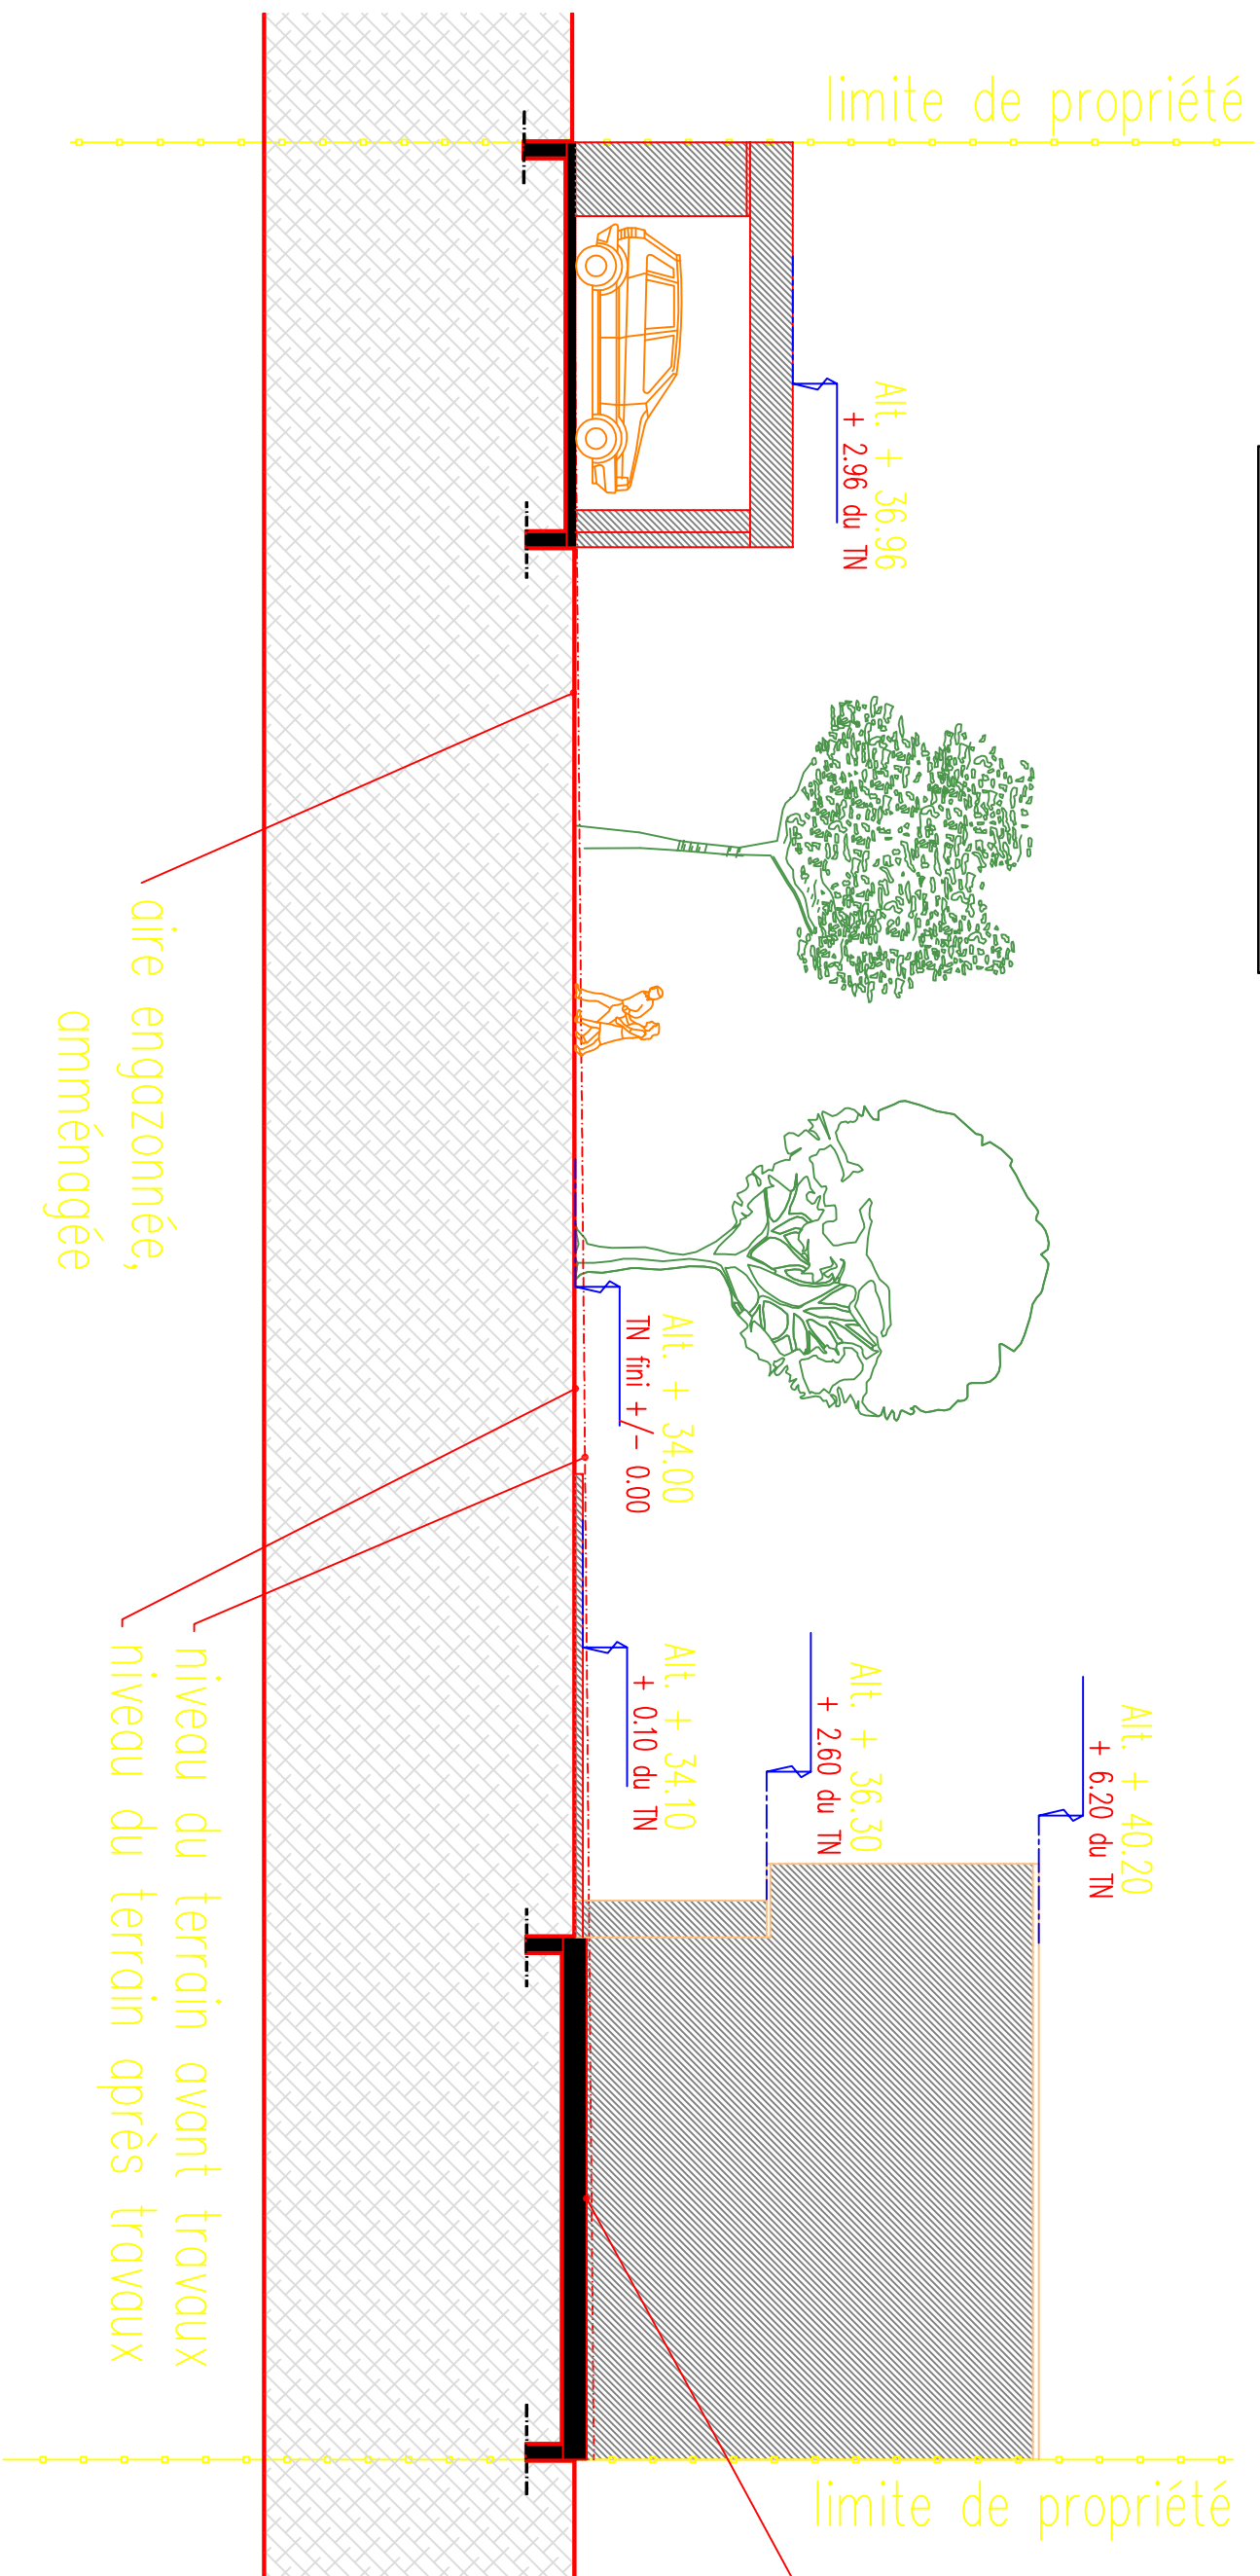 limite de propriété
Alt. + 36.96
+ 2.96 du TN
aire engazonnée,
amménagée
Alt. + 34.00
TN fini +/- 0.00
Alt. + 34.10
+ 0.10 du TN
Alt. + 36.30
+ 2.60 du TN
Alt. + 40.20
+ 6.20 du TN
niveau du terrain avant travaux
niveau du terrain après travaux
limite de propriété